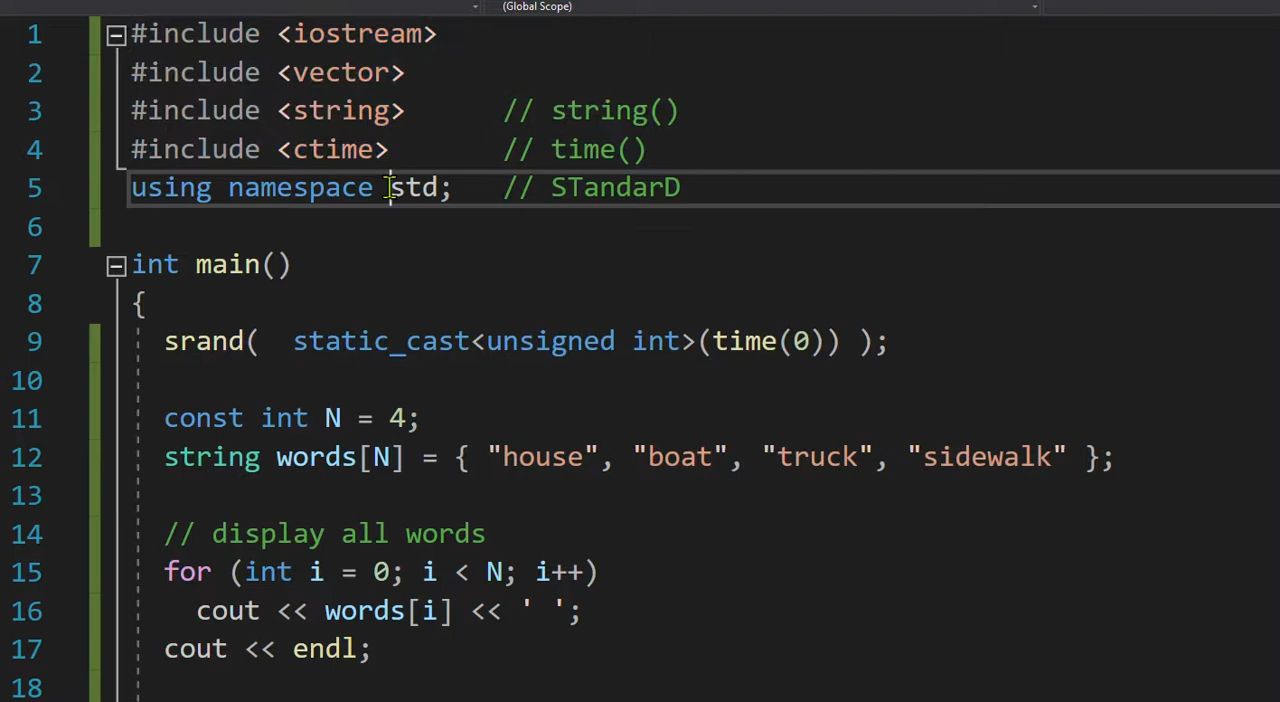 (Global Scope)
1 #include <iostream>
2 #include <vector>
3 #include <string> // string()
4 #include <ctime> // time()
5 using namespace std; // STandarD
6
7 int main()
8 {
9 srand(  static_cast<unsigned int>(time(0)) );
10
11 const int N = 4;
12 string words[N] = { "house", "boat", "truck", "sidewalk" };
13
14 // display all words
15 for (int i = 0; i < N; i++)
16 cout << words[i] << ' ';
17 cout << endl;
18